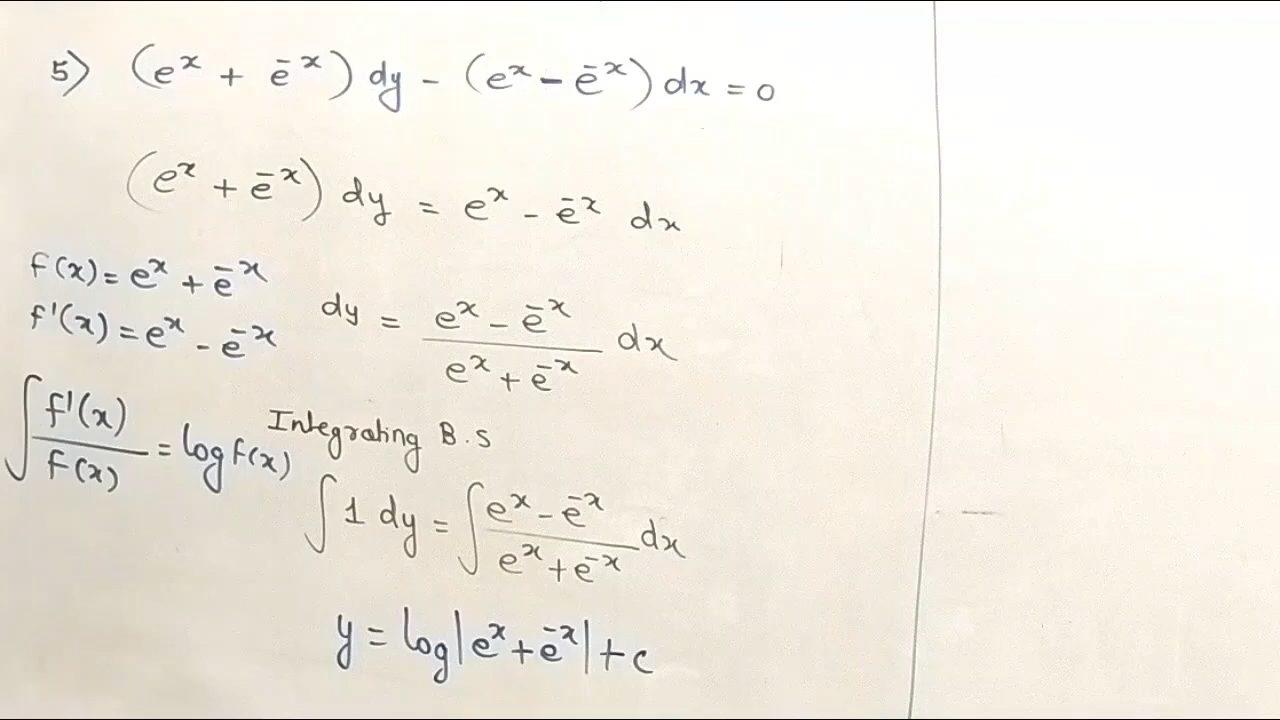 5) (eˣ + e⁻ˣ) dy - (eˣ - e⁻ˣ) dx = 0
(eˣ + e⁻ˣ) dy = eˣ - e⁻ˣ dx
f(x) = eˣ + e⁻ˣ
f'(x) = eˣ - e⁻ˣ
dy = (eˣ - e⁻ˣ)/(eˣ + e⁻ˣ) dx
∫ f'(x)/f(x) = log f(x)
Integrating B.S
∫ 1 dy = ∫ (eˣ - e⁻ˣ)/(eˣ + e⁻ˣ) dx
y = log|eˣ + e⁻ˣ| + c